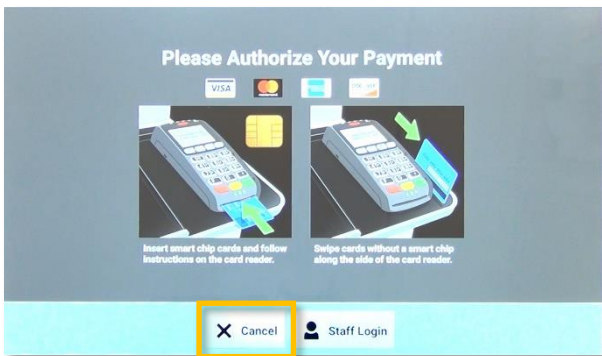 Please Authorize Your Payment
VISA
Insert smart chip cards and follow
instructions on the card reader.
Swipe cards without a smart chip
along the side of the card reader.
X Cancel
Staff Login